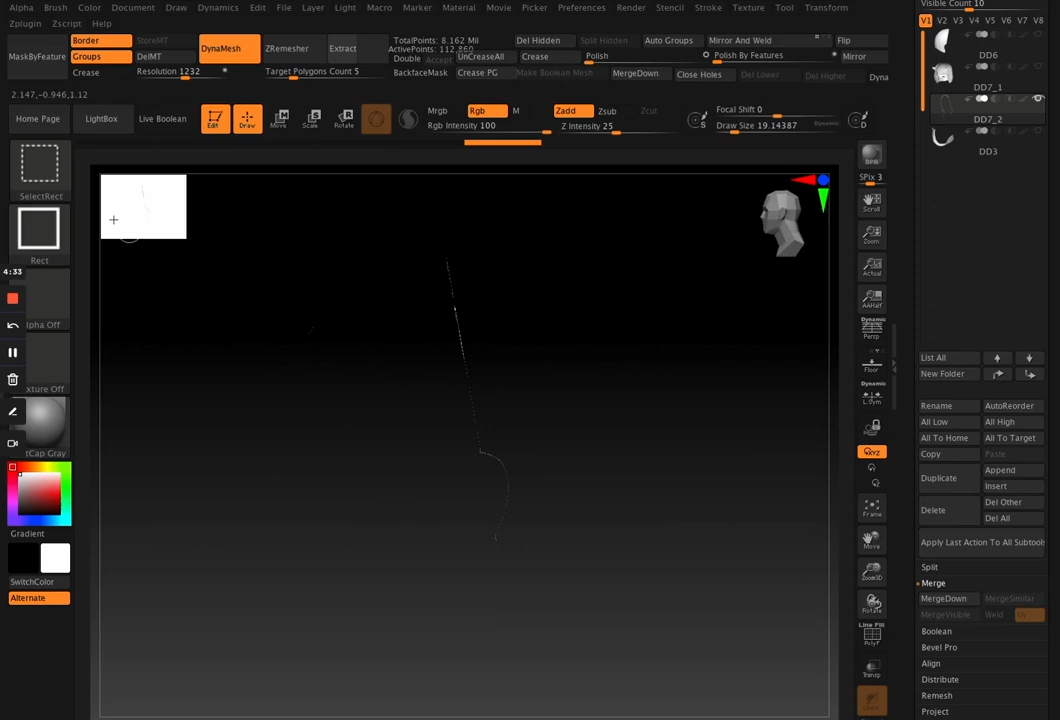 Alpha Brush Color Document Draw Dynamics Edit File Layer Light Macro Marker Material Movie Picker Preferences Render Stencil Stroke Texture Tool Transform
Zplugin Zscript Help
MaskByFeature
Border
Groups
Crease
StoreMT
DelMT
Resolution 1232
DynaMesh
ZRemesher
Target Polygons Count 5
Extract
TotalPoints: 8.162 Mil
ActivePoints: 112,860
Double
BackfaceMask
UnCreaseAll
Crease PG
Del Hidden
Split Hidden
Crease
Make Boolean Mesh
Auto Groups
Polish
MergeDown
Mirror And Weld
Polish By Features
Close Holes
Del Lower
Del Higher
Flip
Mirror
Dyna
2.147,-0.946,1.12
Home Page
LightBox
Live Boolean
Edit
Draw
Move
Scale
Rotate
Mrgb
Rgb
M
Rgb Intensity 100
Zadd
Zsub
Zcut
Z Intensity 25
Focal Shift 0
Draw Size 19.14387
Dynamic
S
D
SelectRect
Rect
4:33
lpha Off
xture Off
tCap Gray
Gradient
SwitchColor
Alternate
BPR
SPix 3
Scroll
Zoom
Actual
AAHalf
Dynamic
Persp
Floor
Dynamic
L.Sym
XYZ
Frame
Move
Zoom3D
Rotate
Line Fill
PolyF
Transp
Visible Count 10
V1 V2 V3 V4 V5 V6 V7 V8
DD6
DD7_1
DD7_2
DD3
List All
New Folder
Rename
AutoReorder
All Low
All High
All To Home
All To Target
Copy
Paste
Duplicate
Append
Insert
Delete
Del Other
Del All
Apply Last Action To All Subtools
Split
Merge
MergeDown
MergeSimilar
MergeVisible
Weld
Uv
Boolean
Bevel Pro
Align
Distribute
Remesh
Project